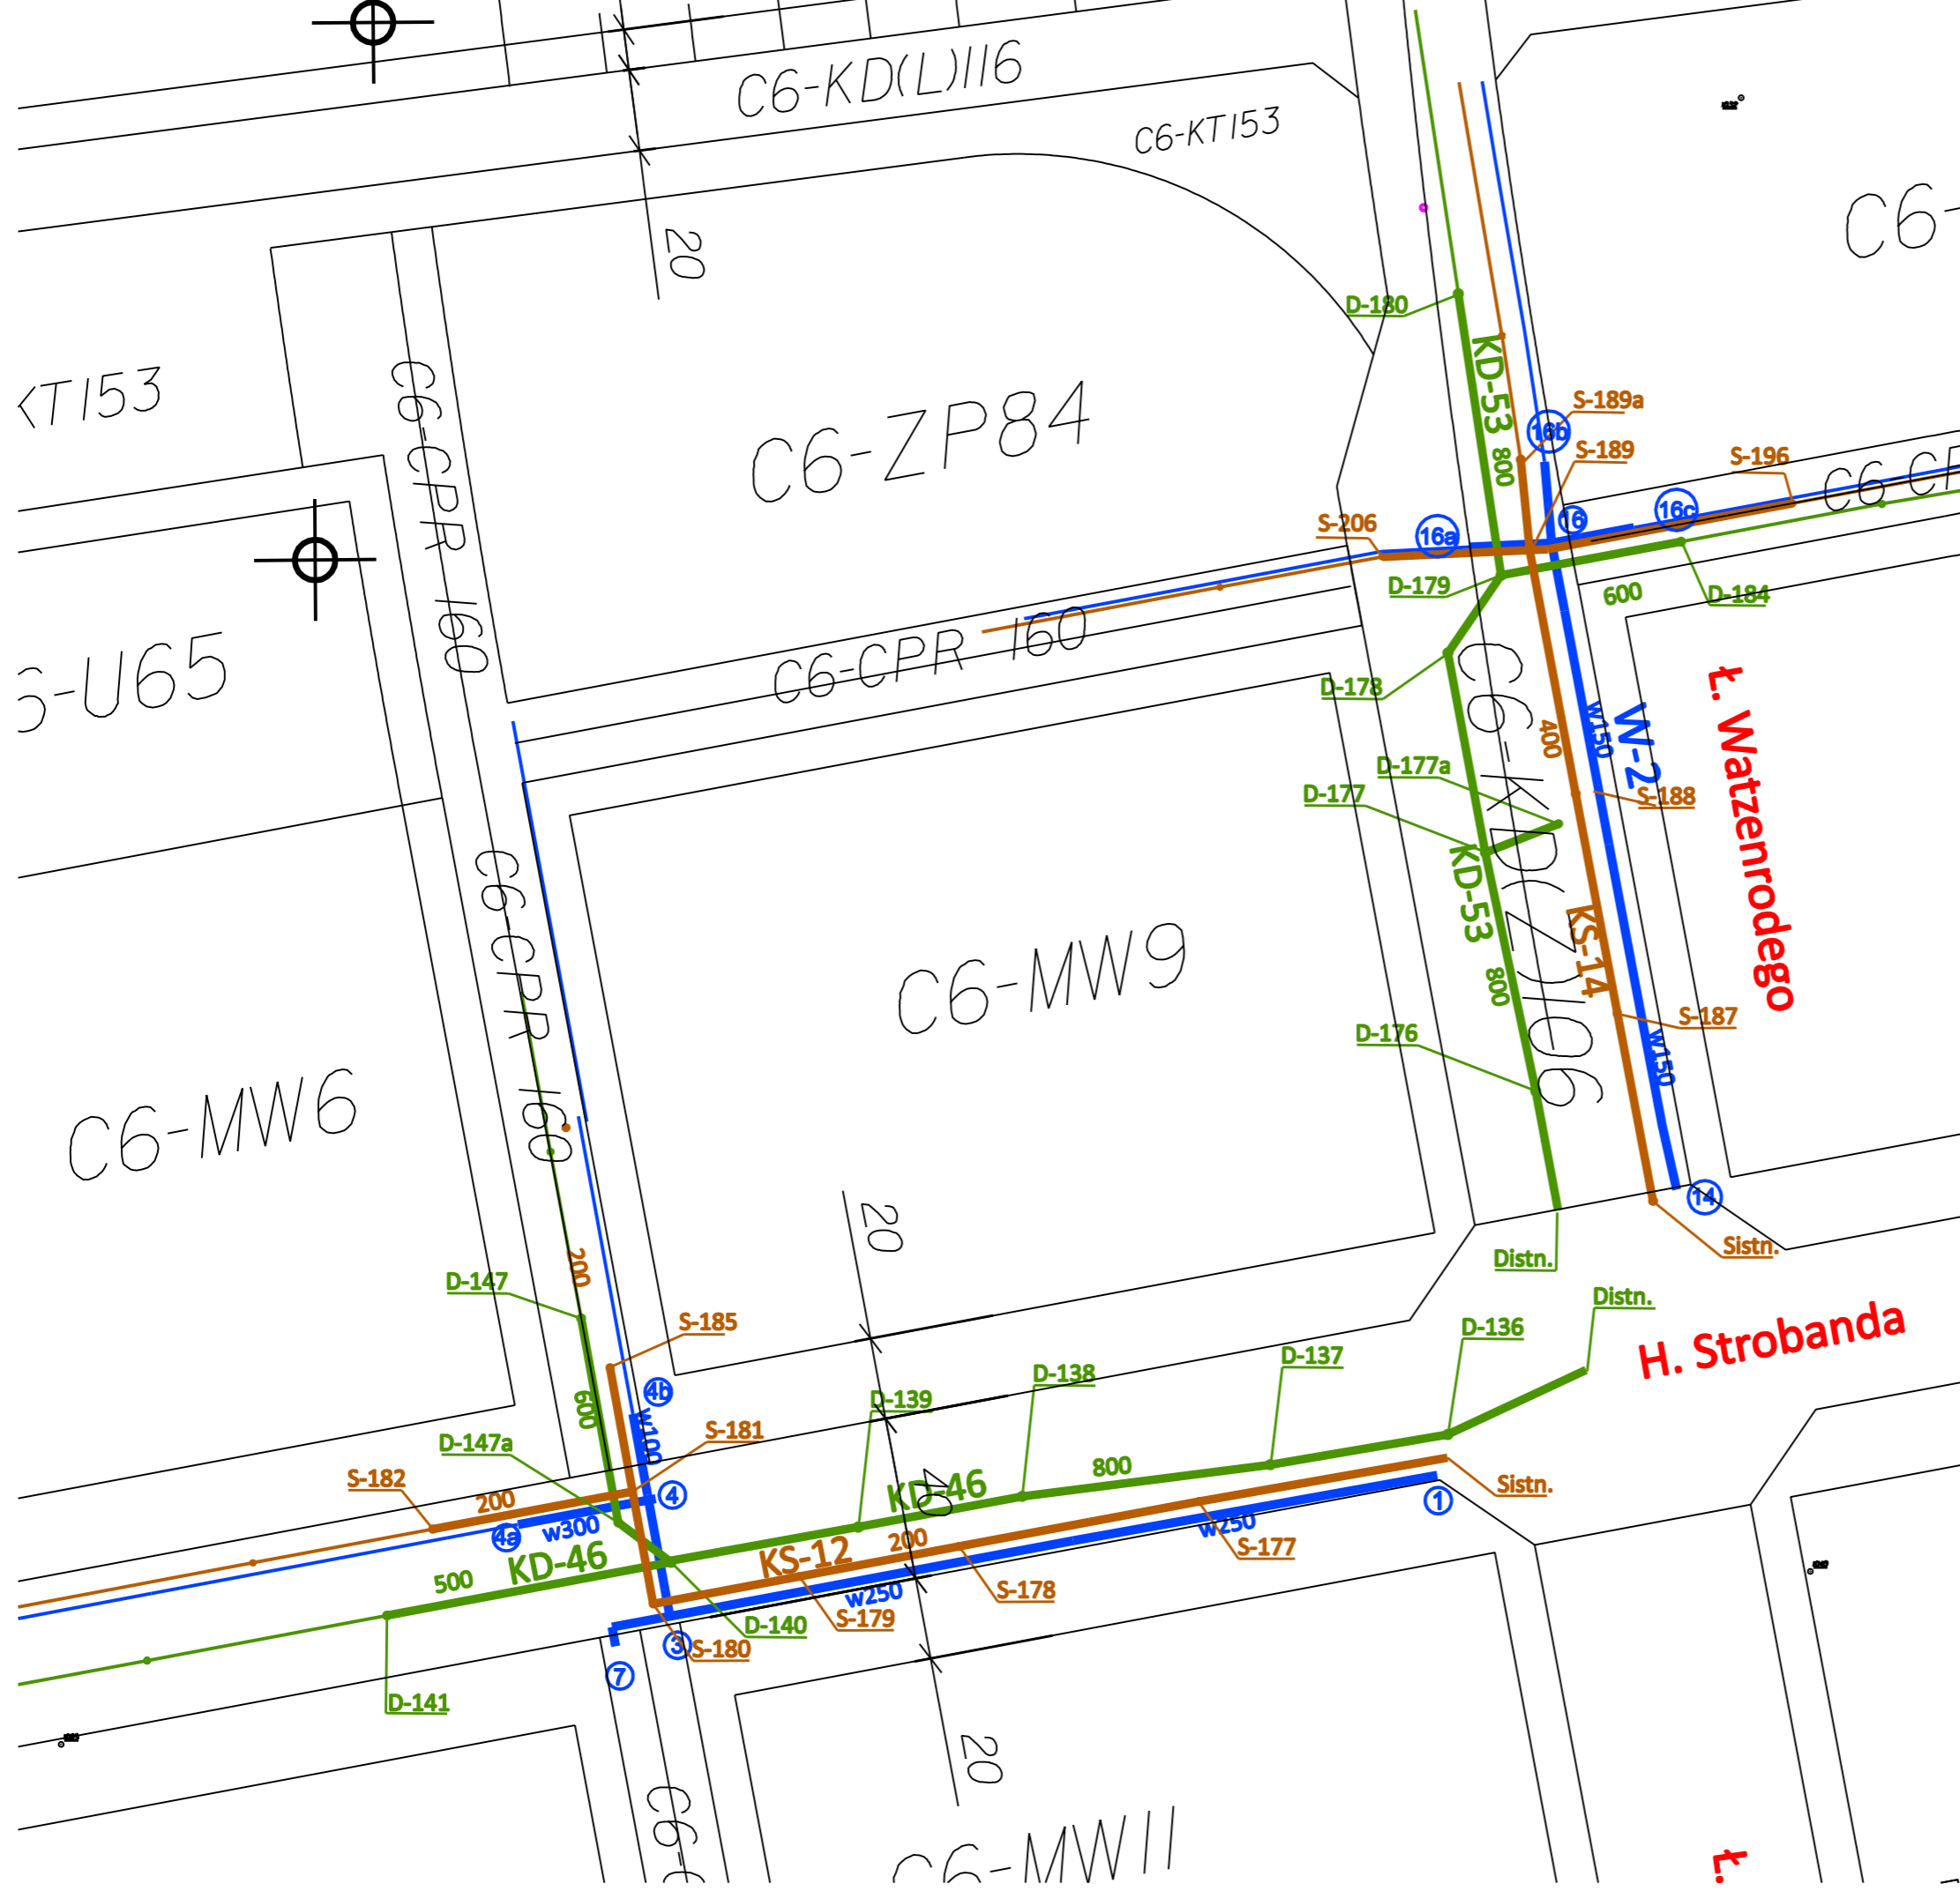 C6-KD(L)116
C6-KT153
C6-
20
D-180
KD-53
800
KT153
C6-CPR 160
C6-ZP84
S-189a
16b
S-189
S-196
C6 CP
16c
16
S-206
16a
D-179
600
D-184
C6-CPR 160
D-178
-U65
C6-KD(Z)106
400
w150
W-2
Ł. Watzenrodego
D-177a
D-177
S-188
KD-53
800
KS-14
C6-CPR 160
C6-MW9
S-187
D-176
w150
C6-MW6
14
20
Distn.
Sistn.
200
D-147
S-185
Distn.
D-136
H. Strobanda
D-137
D-138
D-139
4b
600
w100
S-181
D-147a
S-182
200
4
4a
w300
KD-46
800
Sistn.
1
KD-46
500
KS-12
200
w250
S-177
S-178
w250
S-179
D-140
3
S-180
7
D-141
20
C6-
C6-MW11
Ł.